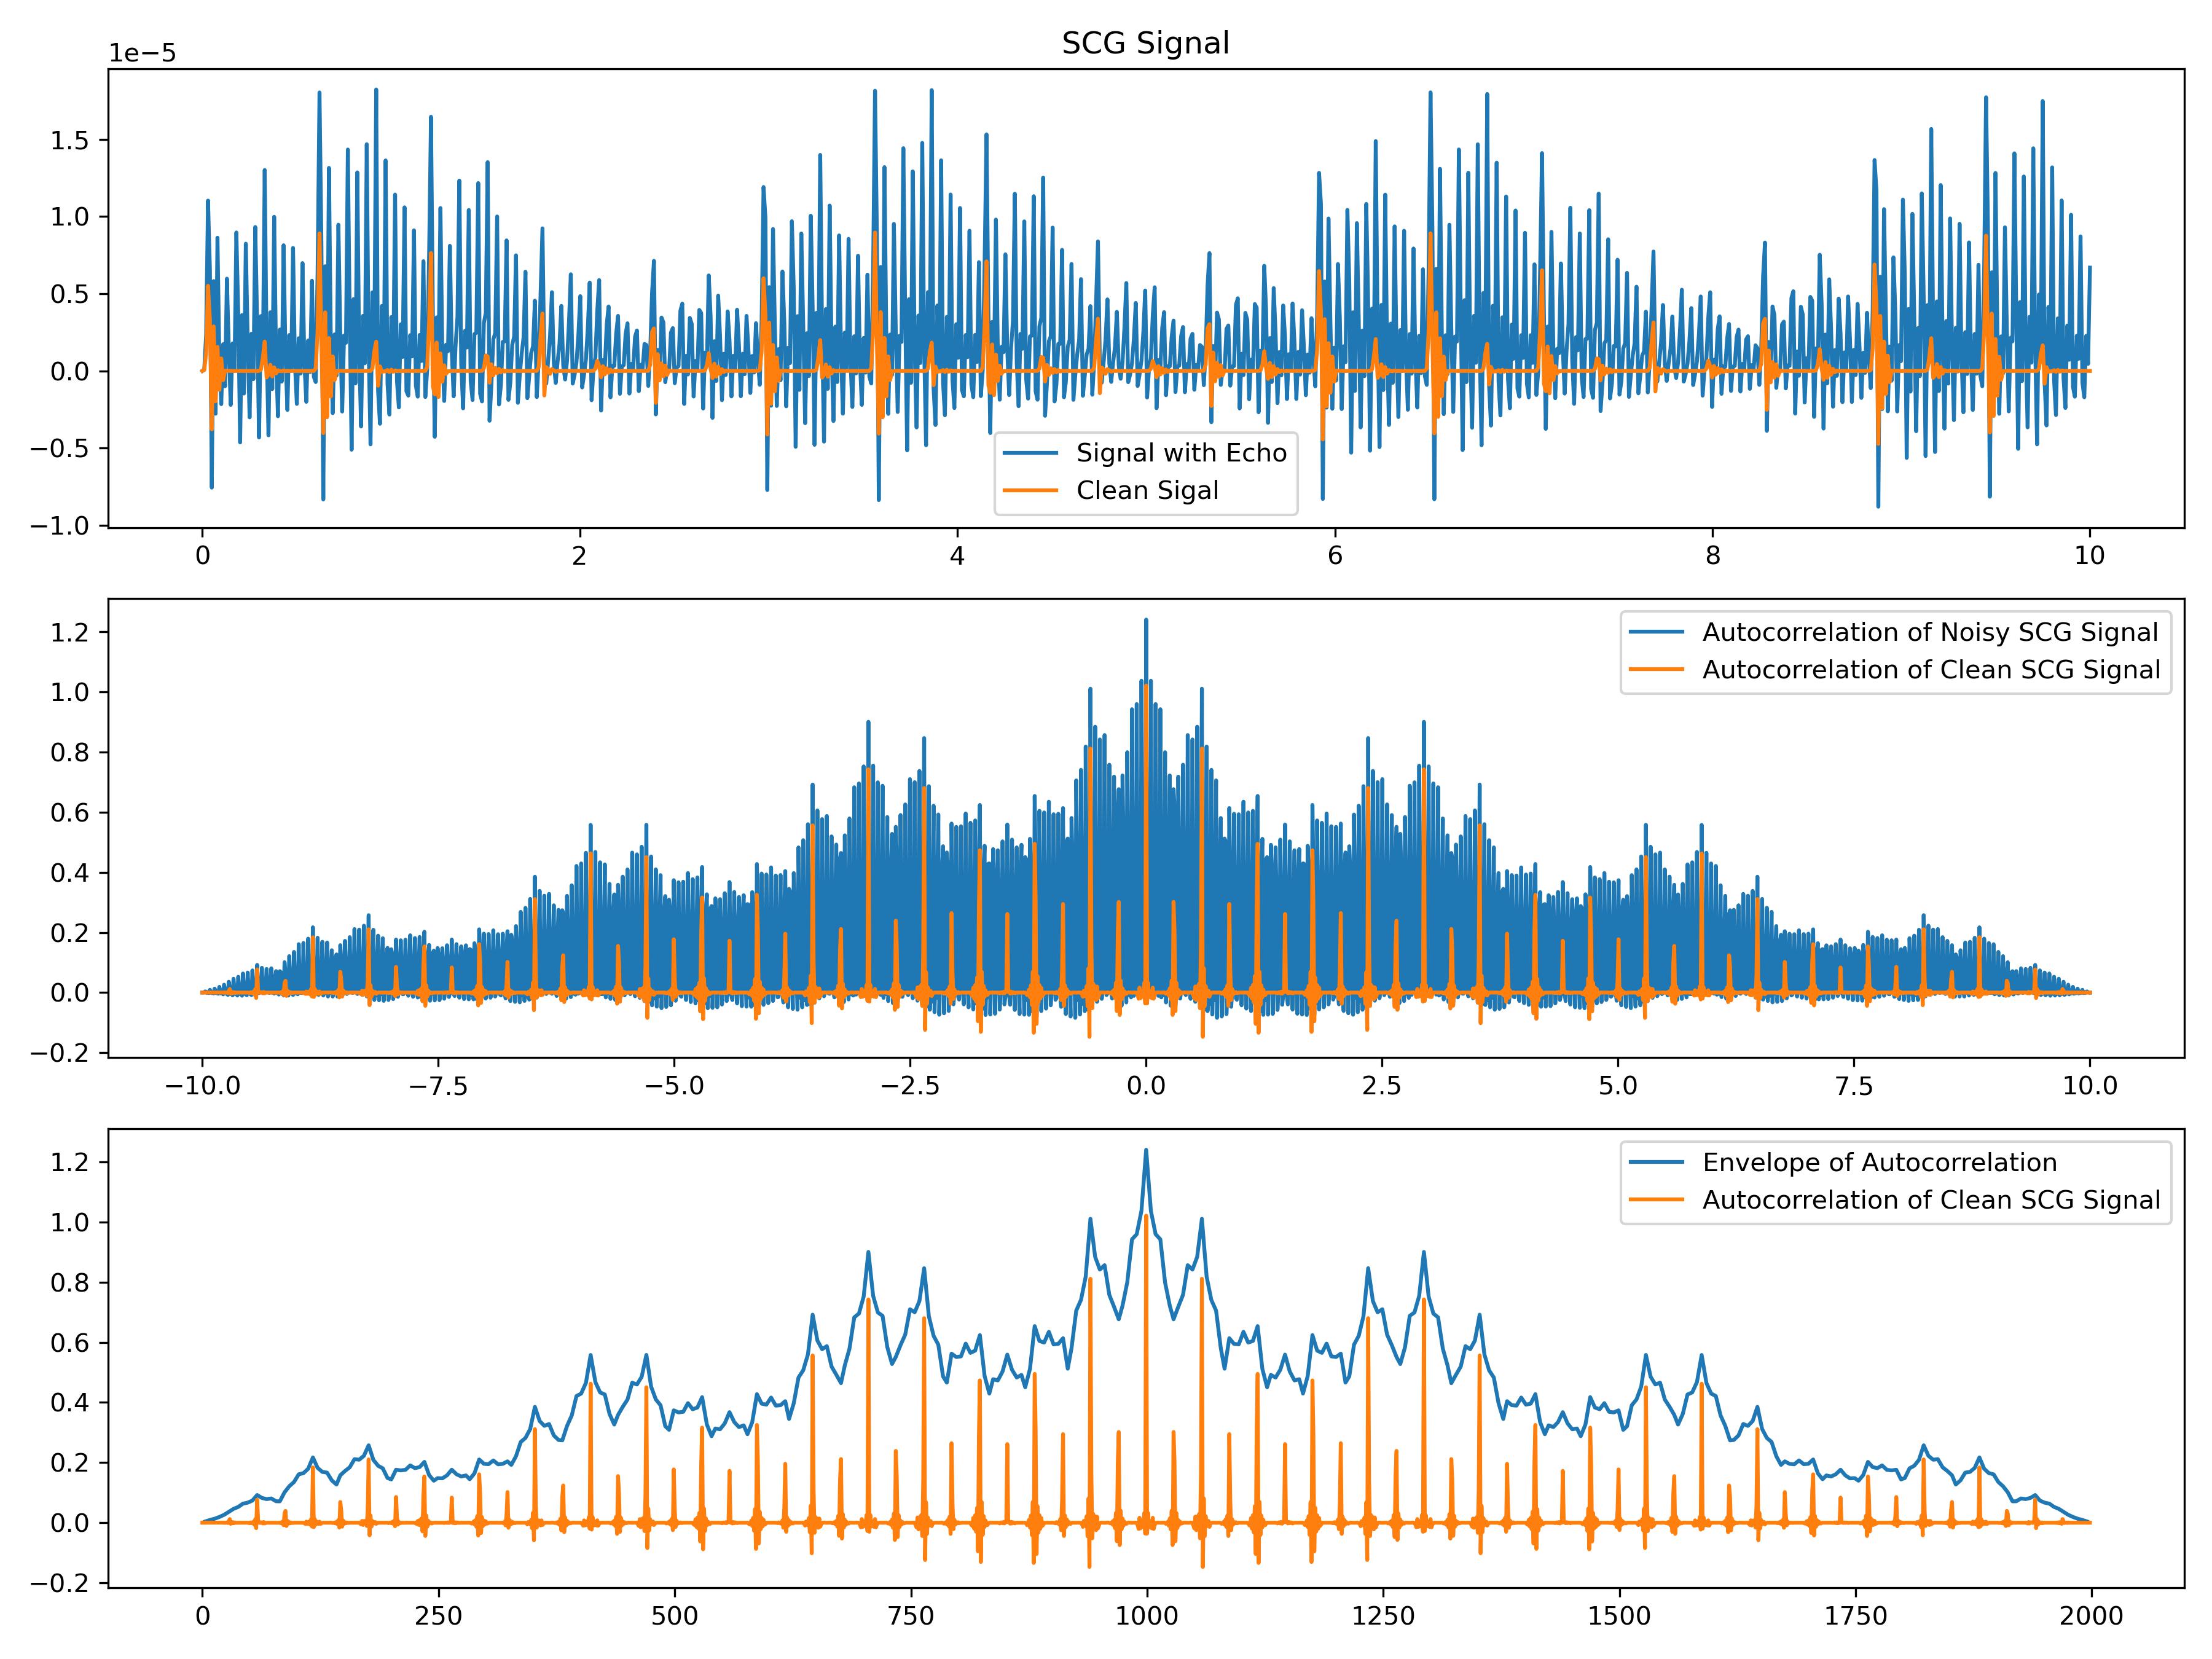 SCG Signal
1e−5
1.5
1.0
0.5
0.0
−0.5
−1.0
Signal with Echo
Clean Sigal
0 2 4 6 8 10
1.2
1.0
0.8
0.6
0.4
0.2
0.0
−0.2
Autocorrelation of Noisy SCG Signal
Autocorrelation of Clean SCG Signal
−10.0 −7.5 −5.0 −2.5 0.0 2.5 5.0 7.5 10.0
1.2
1.0
0.8
0.6
0.4
0.2
0.0
−0.2
Envelope of Autocorrelation
Autocorrelation of Clean SCG Signal
0 250 500 750 1000 1250 1500 1750 2000